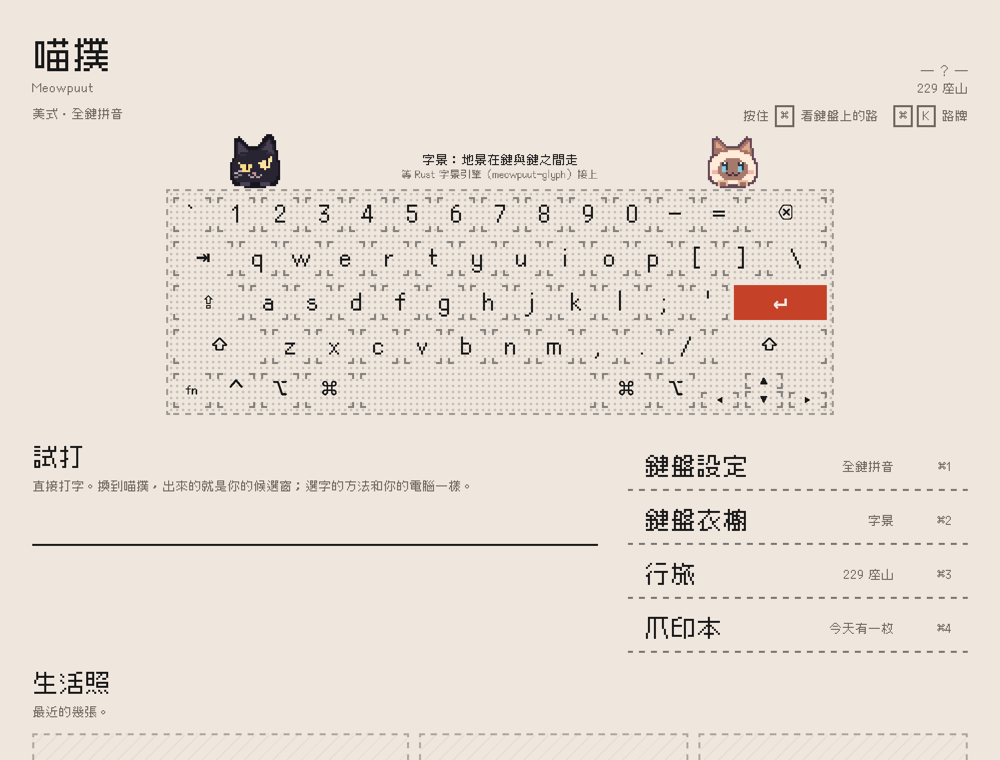 喵撲
Meowpuut
美式・全鍵拼音
— ? —
229 座山
按住 ⌘ 看鍵盤上的路 ⌘ K 路牌
字景：地景在鍵與鍵之間走
等 Rust 字景引擎（meowpuut-glyph）接上
` 1 2 3 4 5 6 7 8 9 0 - = ⌫
⇥ q w e r t y u i o p [ ] \
⇪ a s d f g h j k l ; ' ↵
⇧ z x c v b n m , . / ⇧
fn ^ ⌥ ⌘ ⌘ ⌥ ◂ ▴ ▾ ▸
試打
直接打字。換到喵撲，出來的就是你的候選窗；選字的方法和你的電腦一樣。
鍵盤設定 全鍵拼音 ⌘1
鍵盤衣櫥 字景 ⌘2
行旅 229 座山 ⌘3
爪印本 今天有一枚 ⌘4
生活照
最近的幾張。